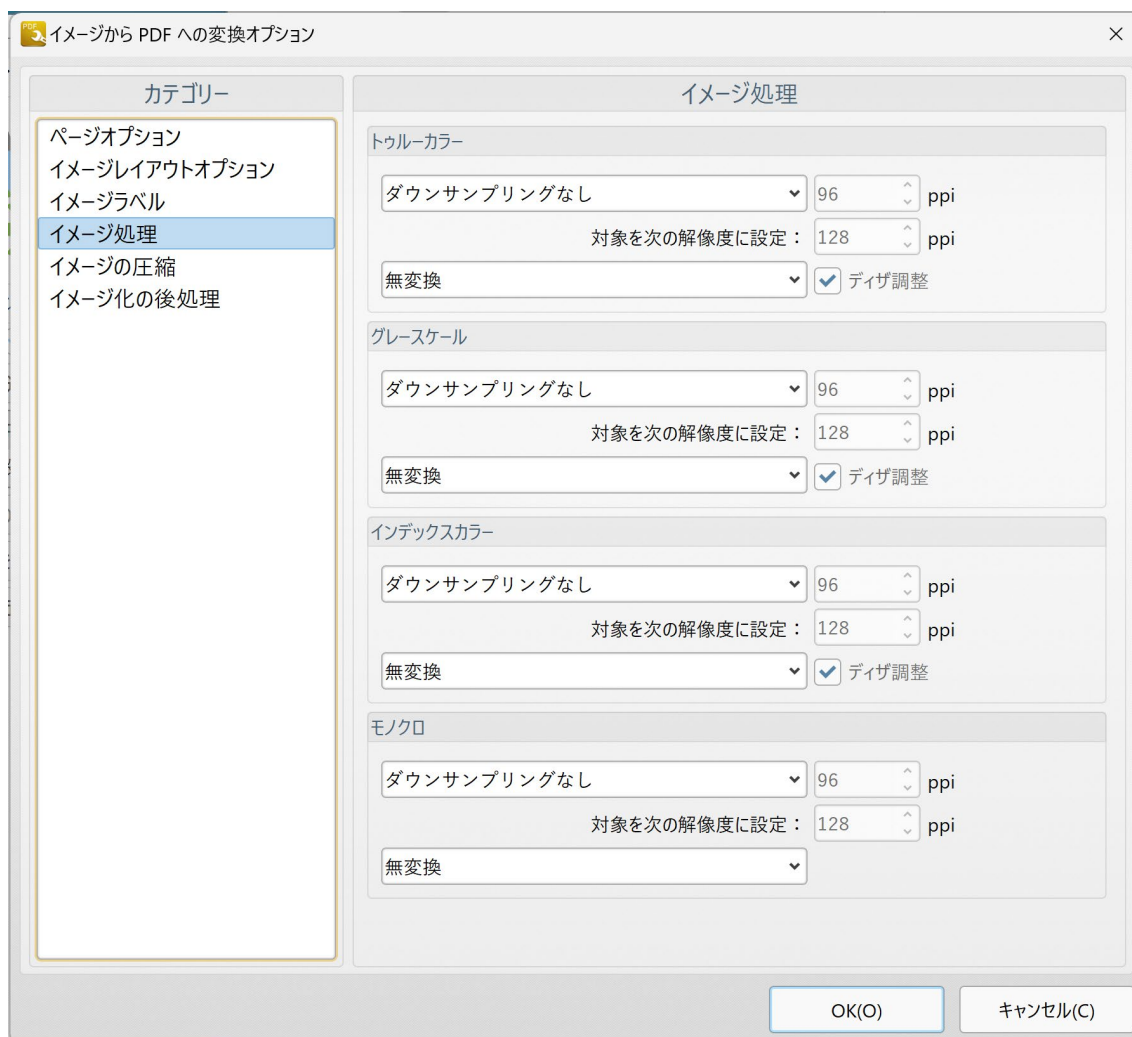 PDF
イメージから PDF への変換オプション
カテゴリー
ページオプション
イメージレイアウトオプション
イメージラベル
イメージ処理
イメージの圧縮
イメージ化の後処理
イメージ処理
トゥルーカラー
ダウンサンプリングなし 96 ppi
対象を次の解像度に設定： 128 ppi
無変換 ディザ調整
グレースケール
ダウンサンプリングなし 96 ppi
対象を次の解像度に設定： 128 ppi
無変換 ディザ調整
インデックスカラー
ダウンサンプリングなし 96 ppi
対象を次の解像度に設定： 128 ppi
無変換 ディザ調整
モノクロ
ダウンサンプリングなし 96 ppi
対象を次の解像度に設定： 128 ppi
無変換
OK(O) キャンセル(C)